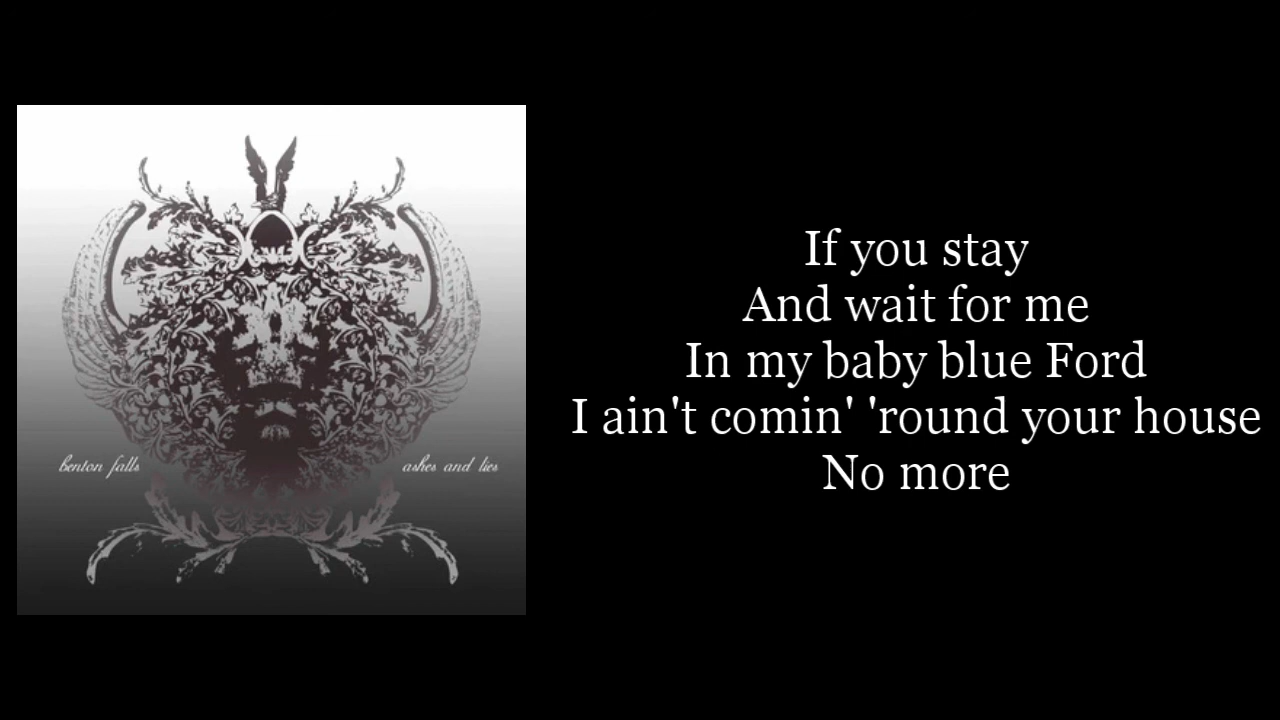 benton falls
ashes and lies
If you stay
And wait for me
In my baby blue Ford
I ain't comin' 'round your house
No more